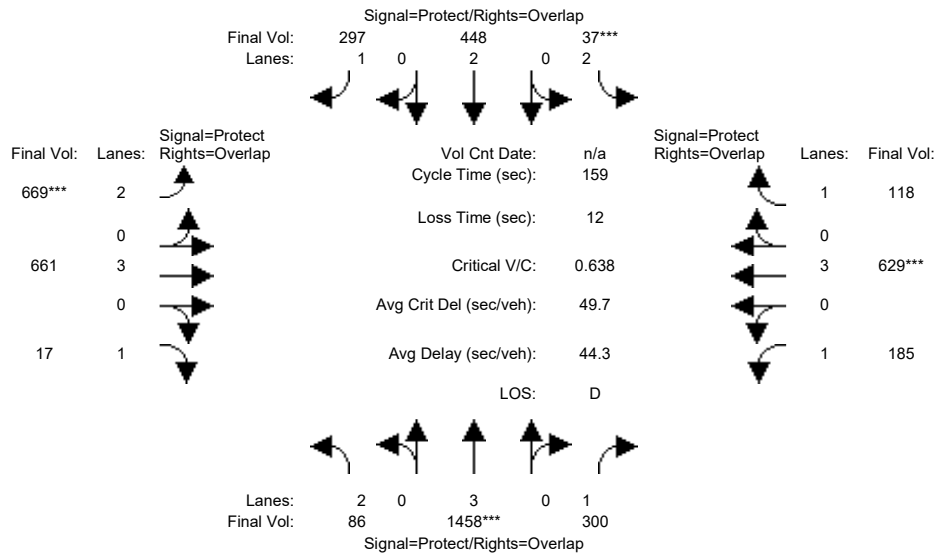 Signal=Protect/Rights=Overlap
Final Vol: 297 448 37***
Lanes: 1 0 2 0 2
Signal=Protect Signal=Protect
Final Vol: Lanes: Rights=Overlap Vol Cnt Date: n/a Rights=Overlap Lanes: Final Vol:
Cycle Time (sec): 159
669*** 2 1 118
Loss Time (sec): 12
0 0
661 3 Critical V/C: 0.638 3 629***
0 Avg Crit Del (sec/veh): 49.7 0
17 1 Avg Delay (sec/veh): 44.3 1 185
LOS: D
Lanes: 2 0 3 0 1
Final Vol: 86 1458*** 300
Signal=Protect/Rights=Overlap